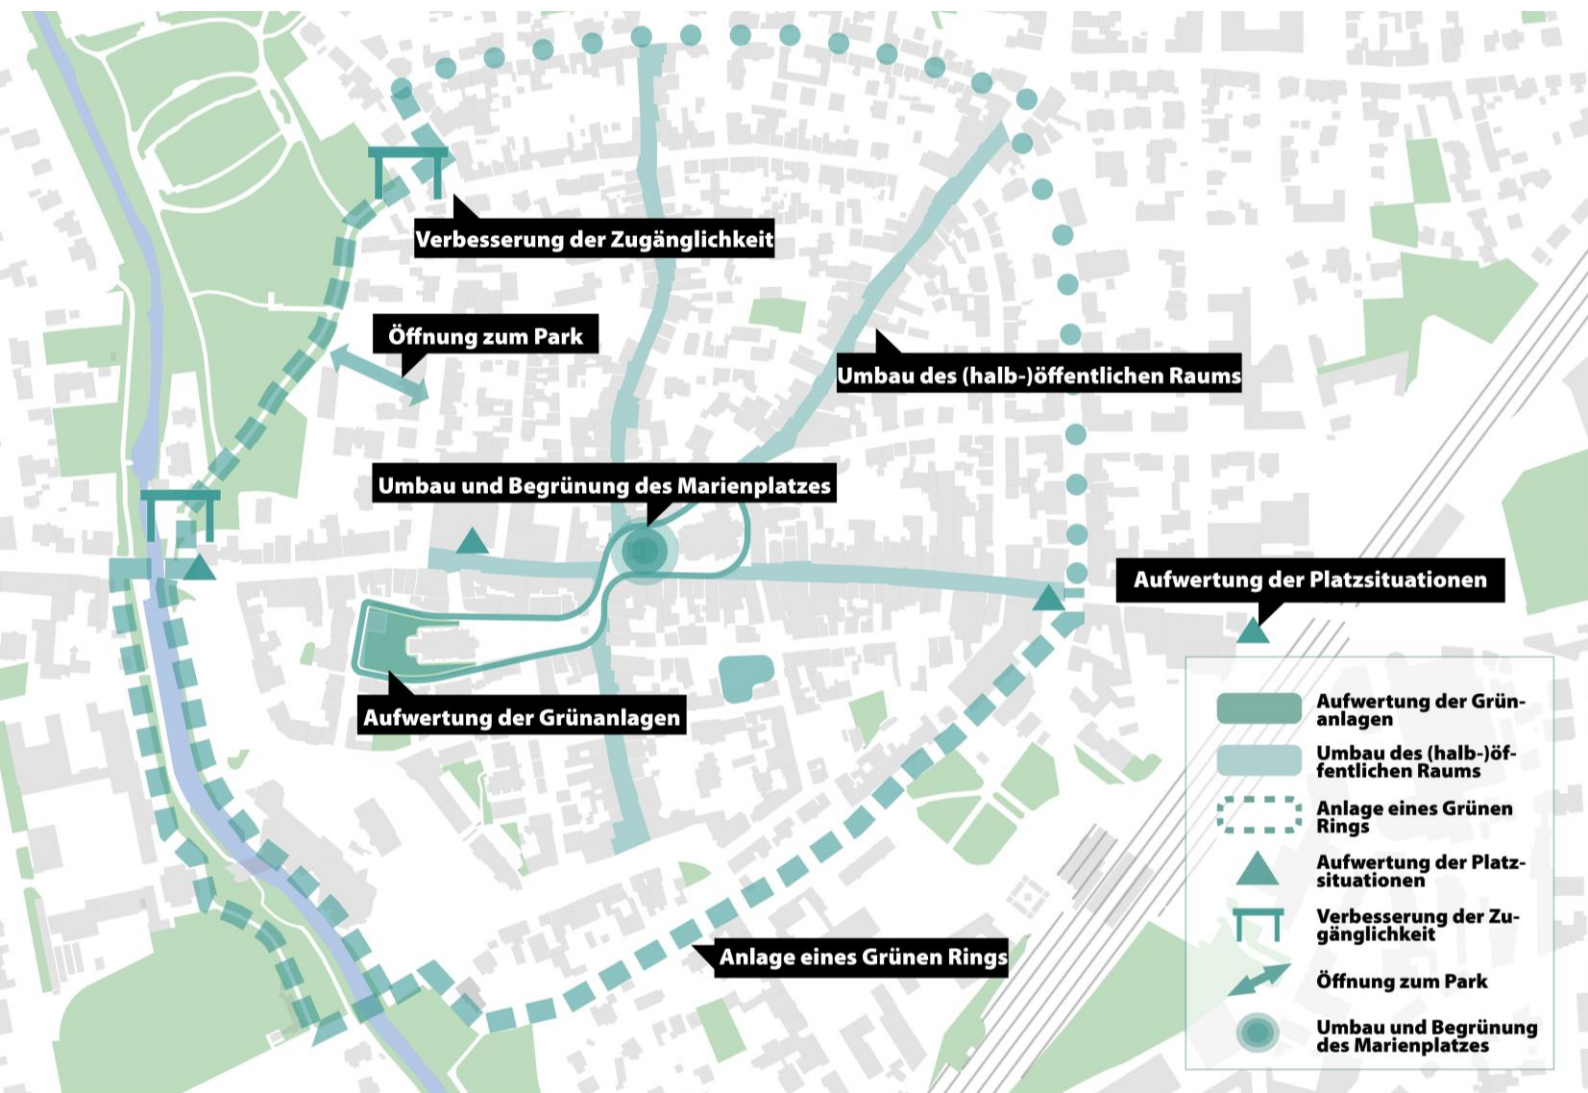 Verbesserung der Zugänglichkeit
Öffnung zum Park
Umbau des (halb-)öffentlichen Raums
Umbau und Begrünung des Marienplatzes
Aufwertung der Platzsituationen
Aufwertung der Grünanlagen
Anlage eines Grünen Rings
Aufwertung der Grün-
anlagen
Umbau des (halb-)öf-
fentlichen Raums
Anlage eines Grünen
Rings
Aufwertung der Platz-
situationen
Verbesserung der Zu-
gänglichkeit
Öffnung zum Park
Umbau und Begrünung
des Marienplatzes